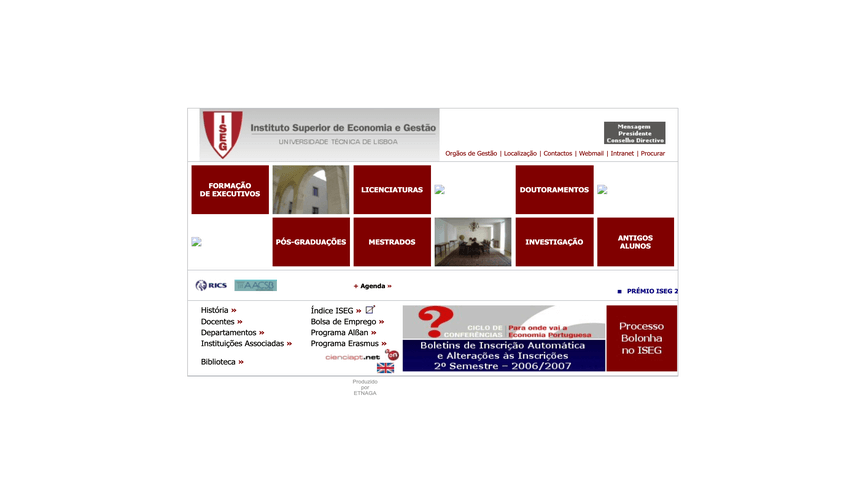 ISEG
Instituto Superior de Economia e Gestão
UNIVERSIDADE TÉCNICA DE LISBOA
Mensagem
Presidente
Conselho Directivo
Orgãos de Gestão | Localização | Contactos | Webmail | Intranet | Procurar
FORMAÇÃO
DE EXECUTIVOS
LICENCIATURAS
DOUTORAMENTOS
PÓS-GRADUAÇÕES
MESTRADOS
INVESTIGAÇÃO
ANTIGOS
ALUNOS
RICS
AACSB
+ Agenda »
PRÉMIO ISEG 2
História »
Docentes »
Departamentos »
Instituições Associadas »
Biblioteca »
Índice ISEG »
Bolsa de Emprego »
Programa Alßan »
Programa Erasmus »
cienciapt.net
?
CICLO DE
CONFERÊNCIAS
Para onde vai a
Economia Portuguesa
Boletins de Inscrição Automática
e Alterações às Inscrições
2º Semestre - 2006/2007
Processo
Bolonha
no ISEG
Produzido
por
ETNAGA